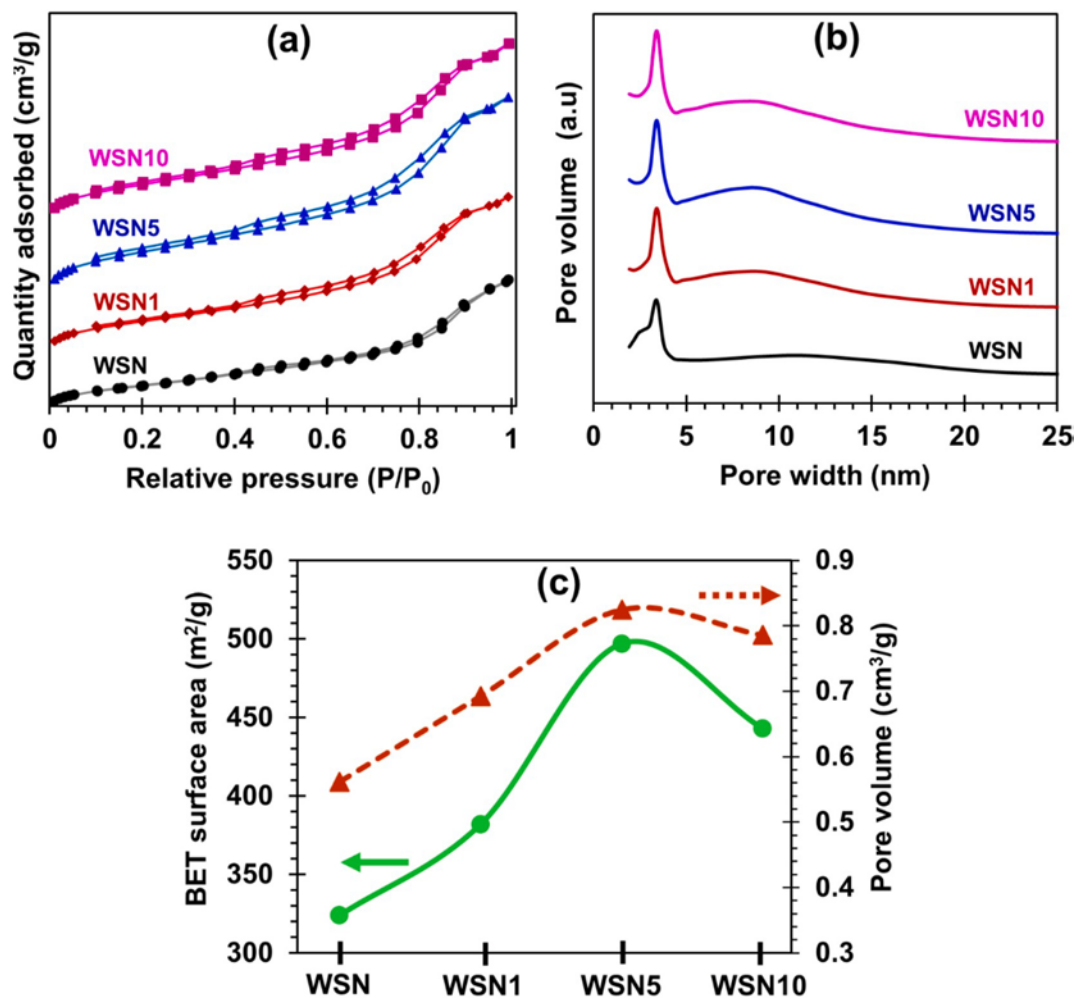 (a)
Quantity adsorbed (cm³/g)
WSN10
WSN5
WSN1
WSN
0 0.2 0.4 0.6 0.8 1
Relative pressure (P/P₀)
(b)
Pore volume (a.u)
WSN10
WSN5
WSN1
WSN
0 5 10 15 20 25
Pore width (nm)
(c)
BET surface area (m²/g)
550
500
450
400
350
300
0.9
0.8
0.7
0.6
0.5
0.4
0.3
Pore volume (cm³/g)
WSN WSN1 WSN5 WSN10